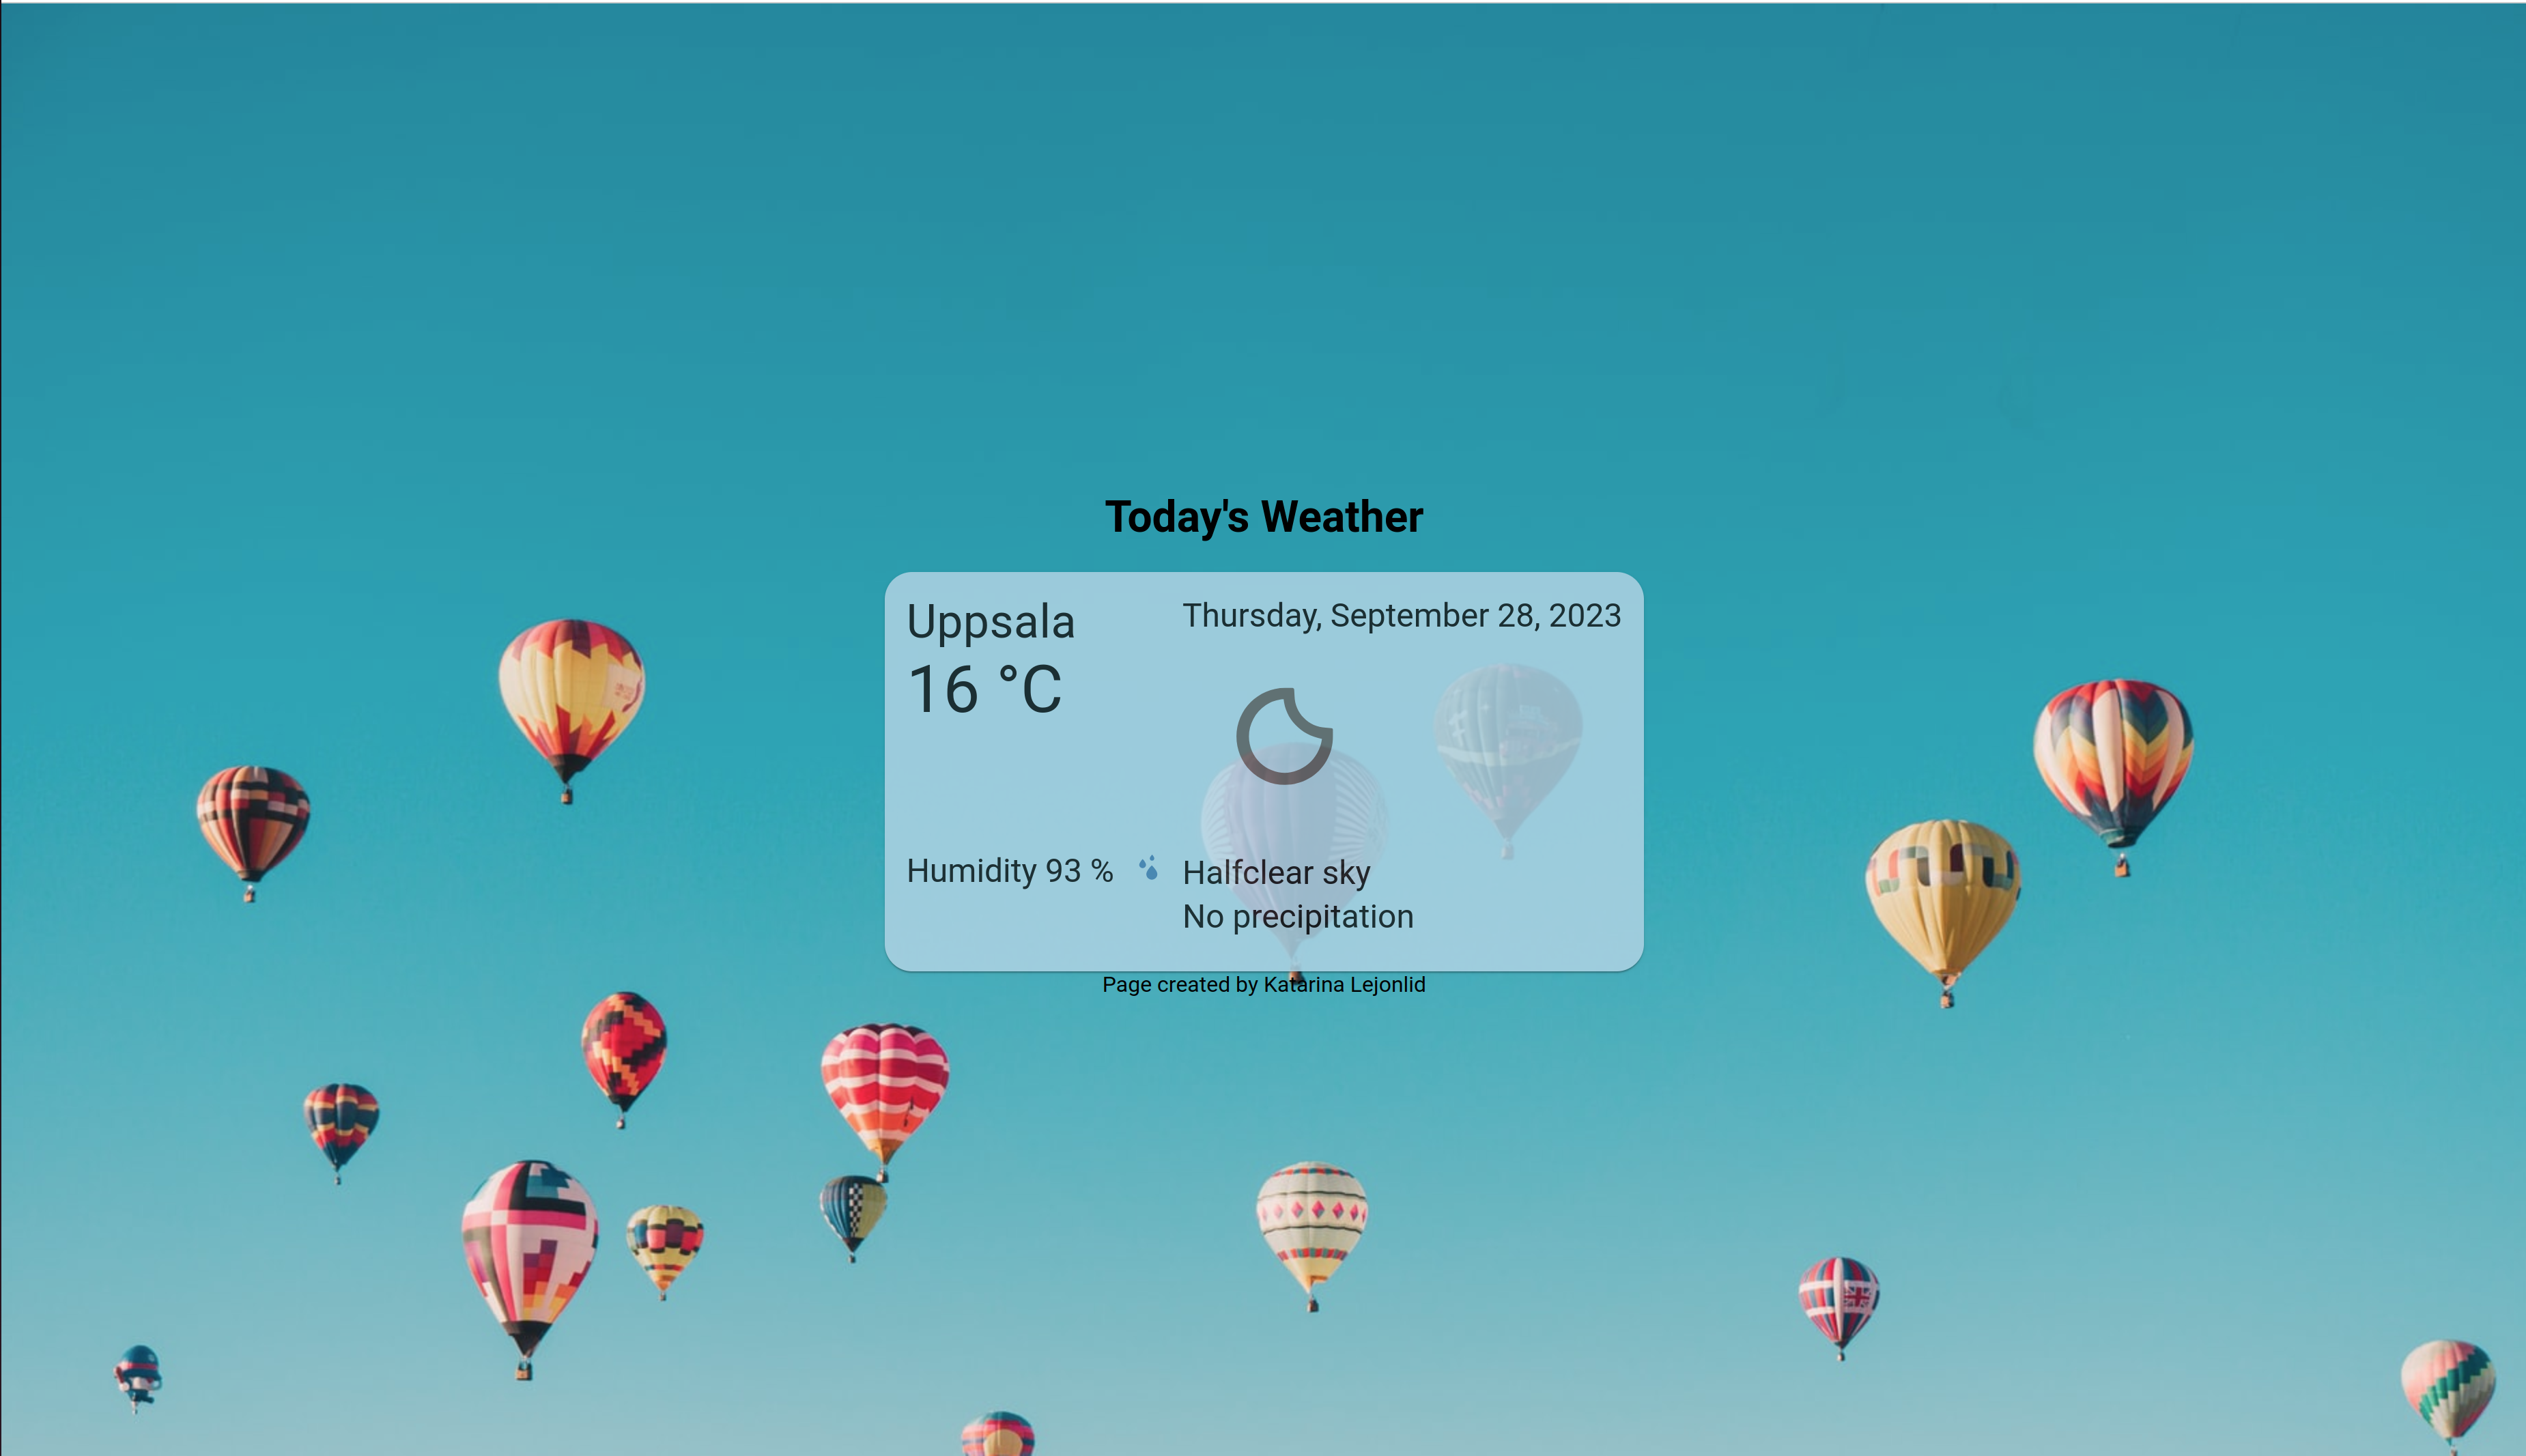 Today's Weather
Uppsala
16 °C
Thursday, September 28, 2023
Humidity 93 %
Halfclear sky
No precipitation
Page created by Katarina Lejonlid